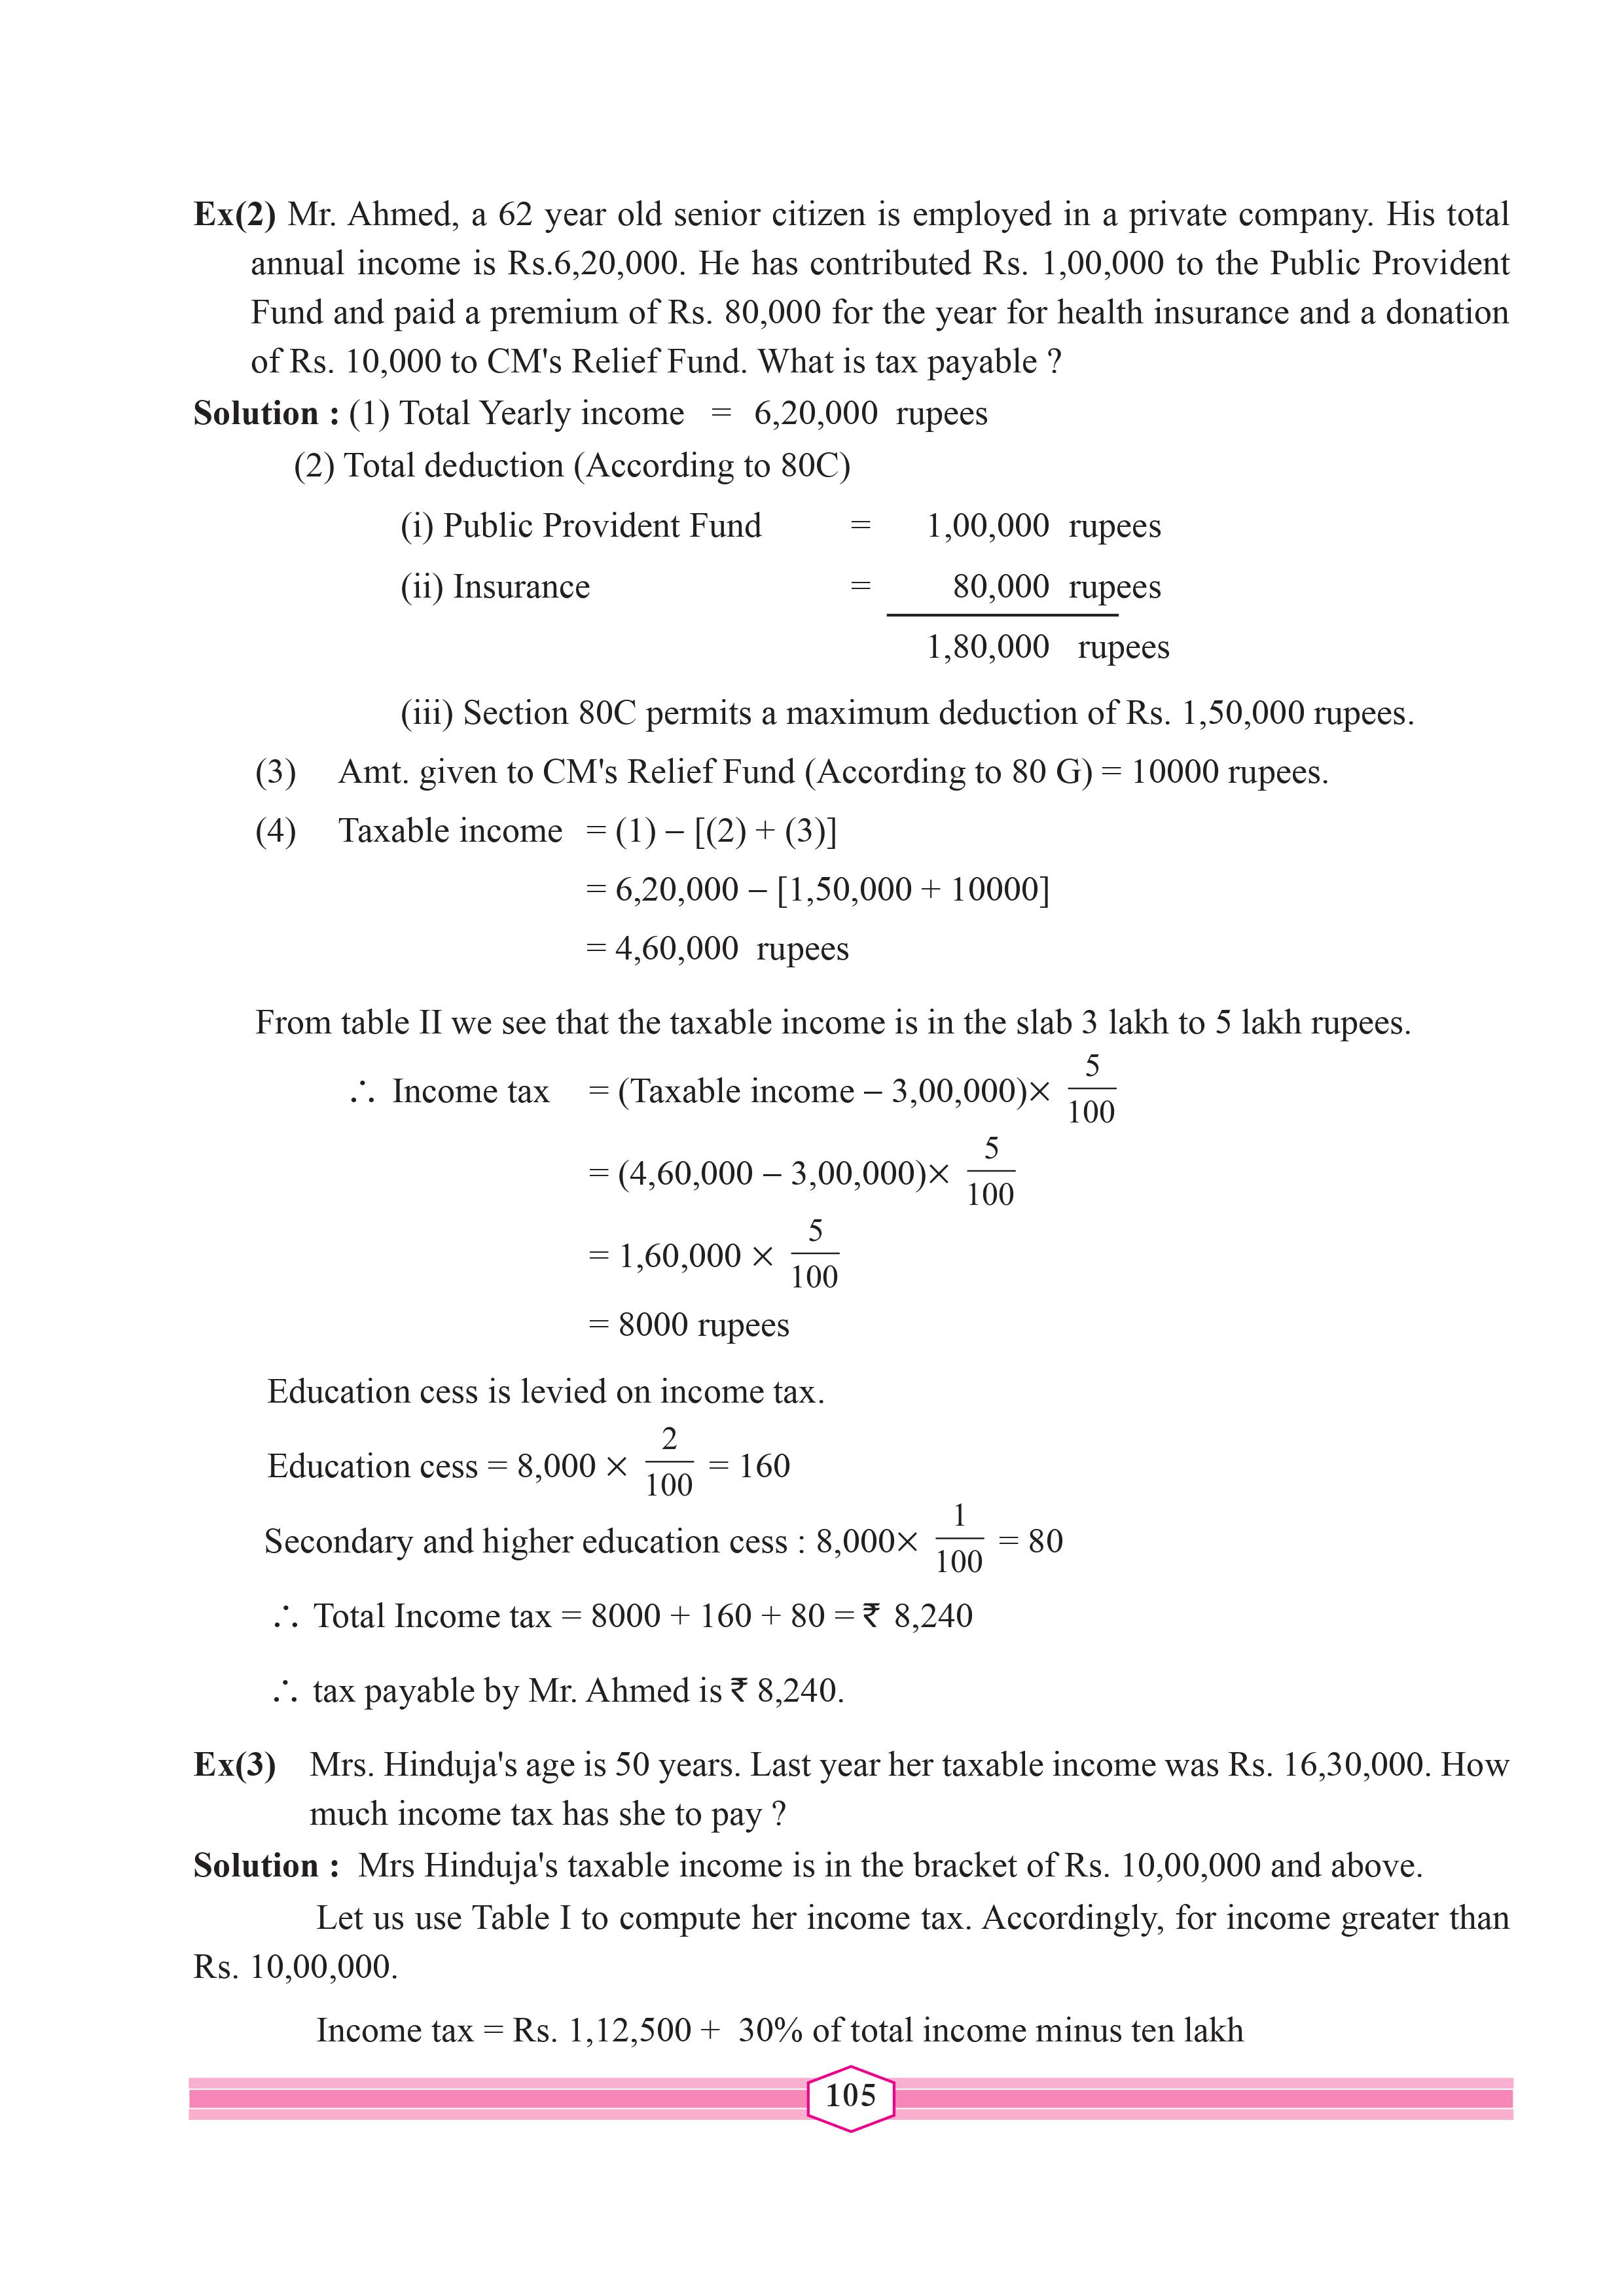 Ex(2) Mr. Ahmed, a 62 year old senior citizen is employed in a private company. His total
annual income is Rs.6,20,000. He has contributed Rs. 1,00,000 to the Public Provident
Fund and paid a premium of Rs. 80,000 for the year for health insurance and a donation
of Rs. 10,000 to CM's Relief Fund. What is tax payable ?
Solution : (1) Total Yearly income = 6,20,000 rupees
(2) Total deduction (According to 80C)
(i) Public Provident Fund = 1,00,000 rupees
(ii) Insurance = 80,000 rupees
1,80,000 rupees
(iii) Section 80C permits a maximum deduction of Rs. 1,50,000 rupees.
(3) Amt. given to CM's Relief Fund (According to 80 G) = 10000 rupees.
(4) Taxable income = (1) – [(2) + (3)]
= 6,20,000 – [1,50,000 + 10000]
= 4,60,000 rupees
From table II we see that the taxable income is in the slab 3 lakh to 5 lakh rupees.
∴ Income tax = (Taxable income – 3,00,000)× 5/100
= (4,60,000 – 3,00,000)× 5/100
= 1,60,000 × 5/100
= 8000 rupees
Education cess is levied on income tax.
Education cess = 8,000 × 2/100 = 160
Secondary and higher education cess : 8,000× 1/100 = 80
∴ Total Income tax = 8000 + 160 + 80 = ₹ 8,240
∴ tax payable by Mr. Ahmed is ₹ 8,240.
Ex(3) Mrs. Hinduja's age is 50 years. Last year her taxable income was Rs. 16,30,000. How
much income tax has she to pay ?
Solution : Mrs Hinduja's taxable income is in the bracket of Rs. 10,00,000 and above.
Let us use Table I to compute her income tax. Accordingly, for income greater than
Rs. 10,00,000.
Income tax = Rs. 1,12,500 + 30% of total income minus ten lakh
105